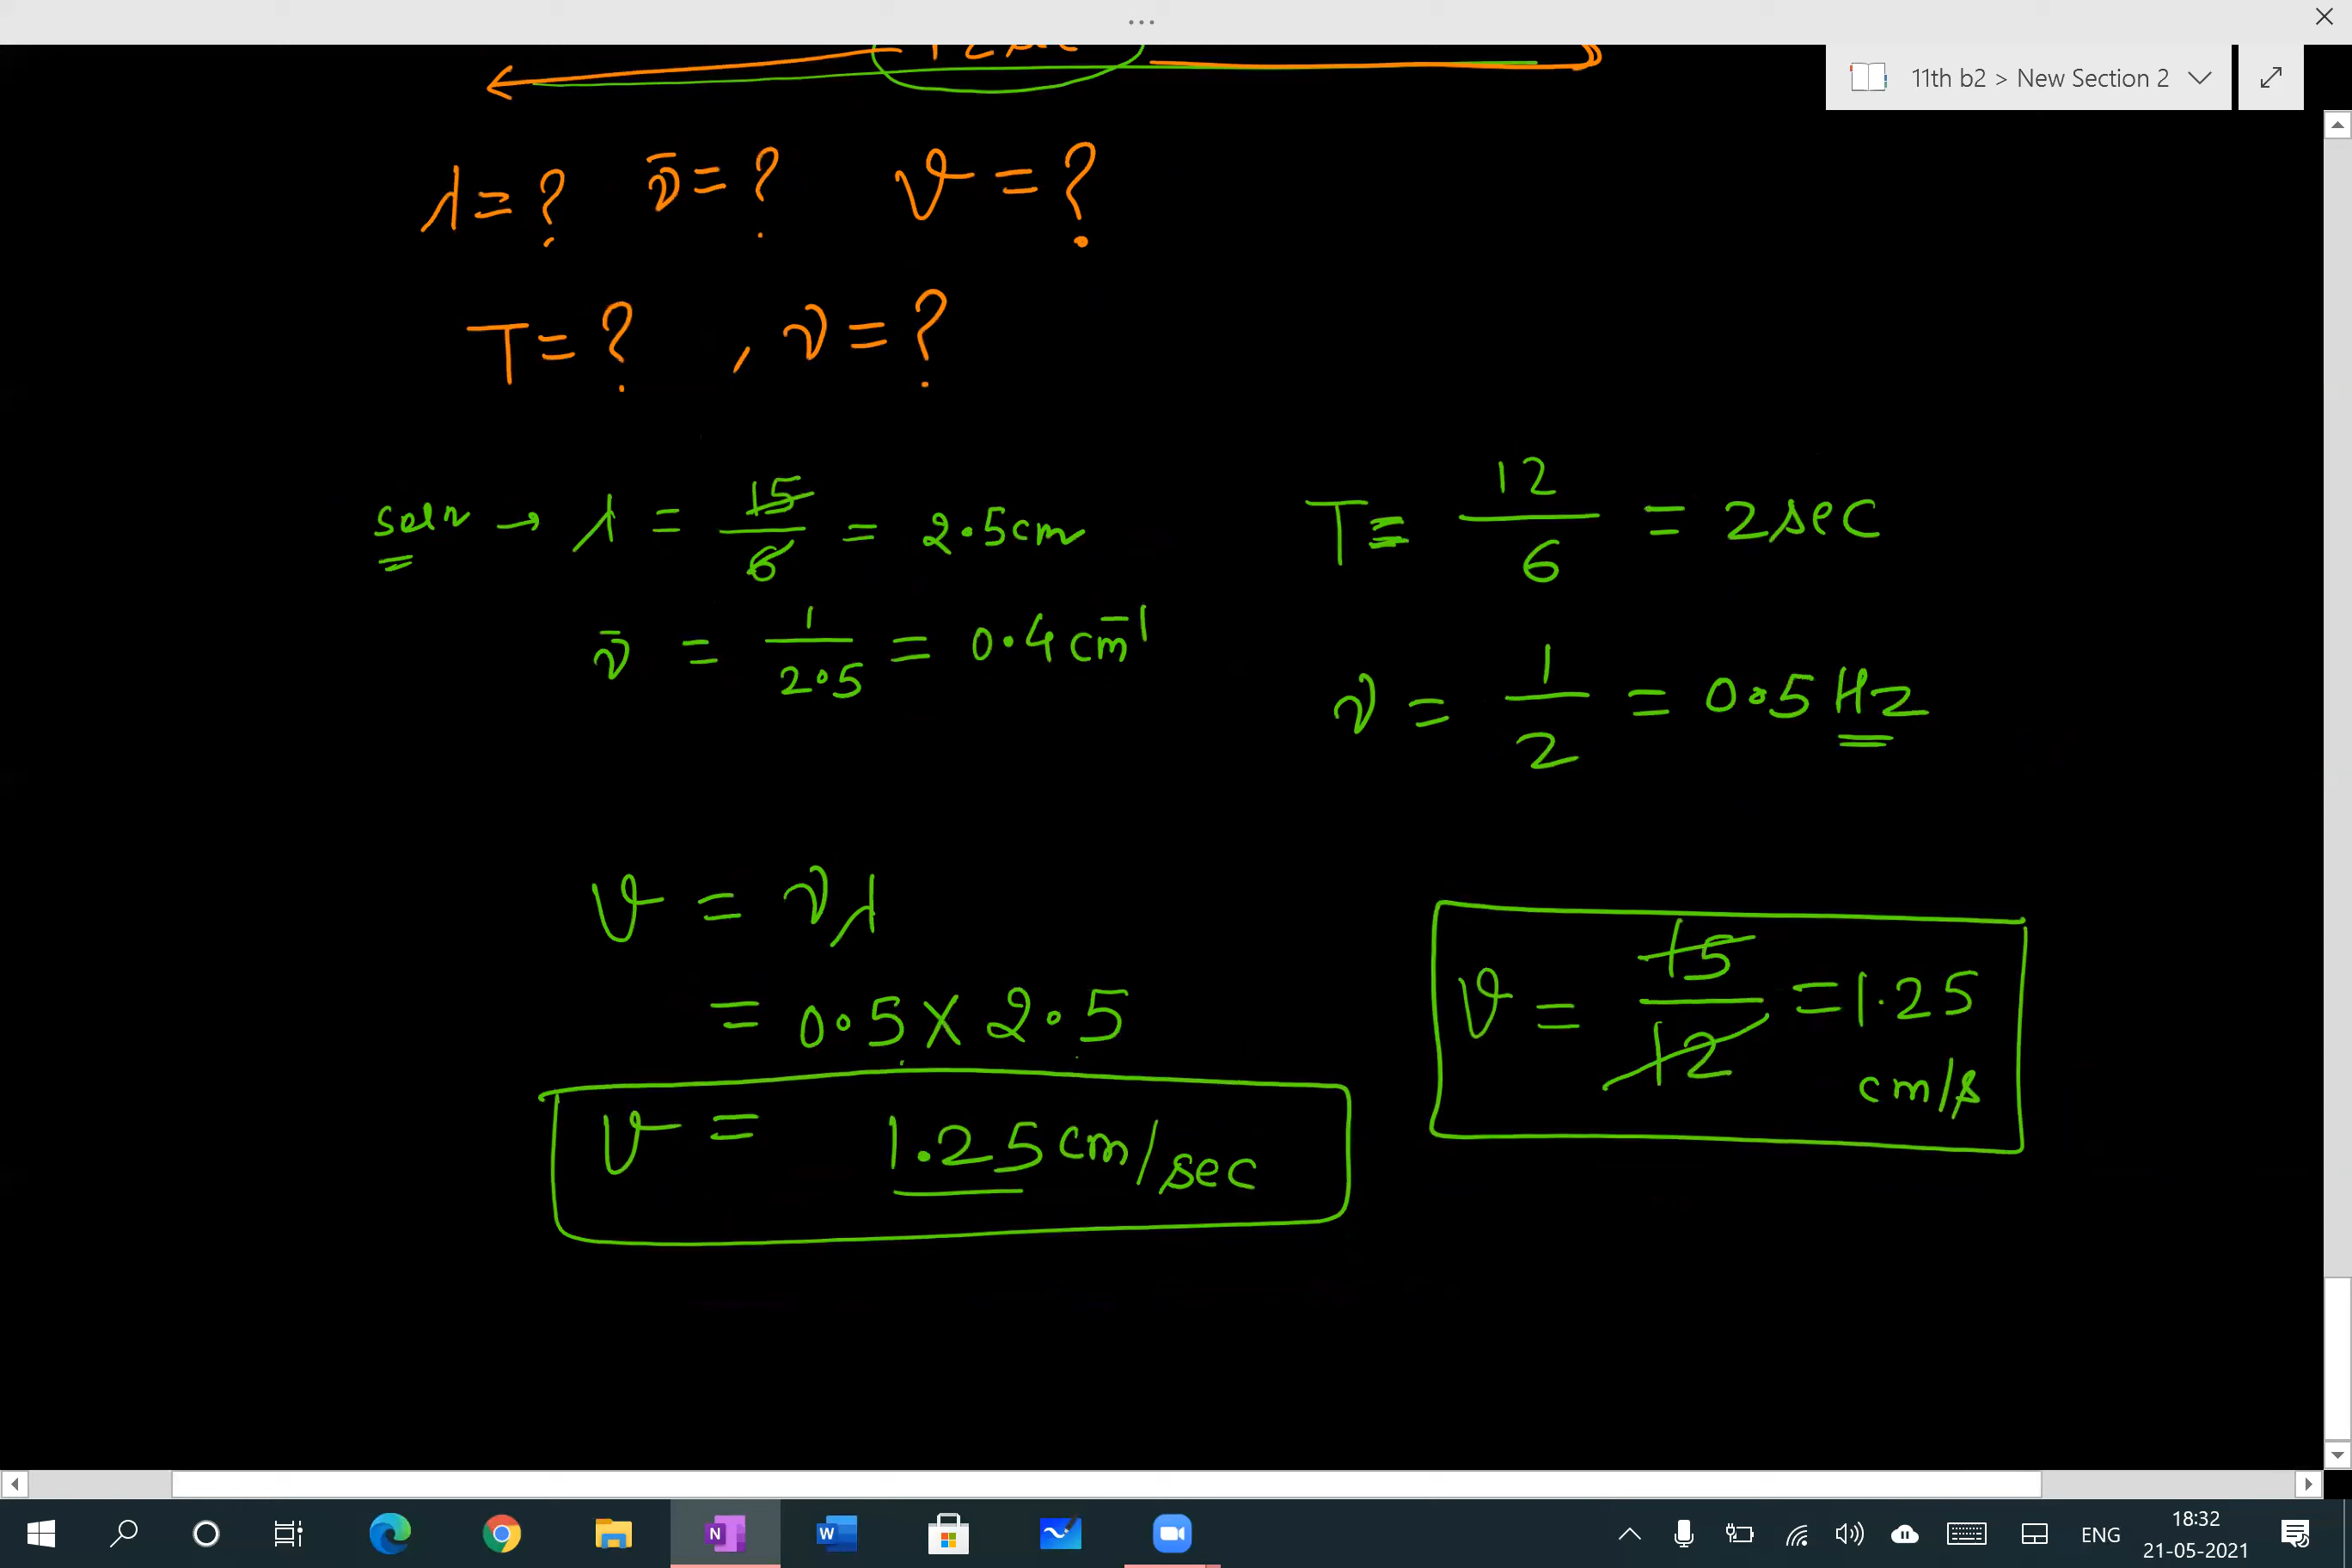 ...
11th b2 > New Section 2
12 sec
λ=? ν̄=? v=?
T=? , ν=?
soln → λ = 15/6 = 2.5cm
T= 12/6 = 2sec
ν̄ = 1/2.5 = 0.4 cm⁻¹
ν = 1/2 = 0.5 Hz
v = νλ
= 0.5 X 2.5
v = 1.25 cm/sec
v = 15/12 = 1.25 cm/s
ENG
18:32
21-05-2021